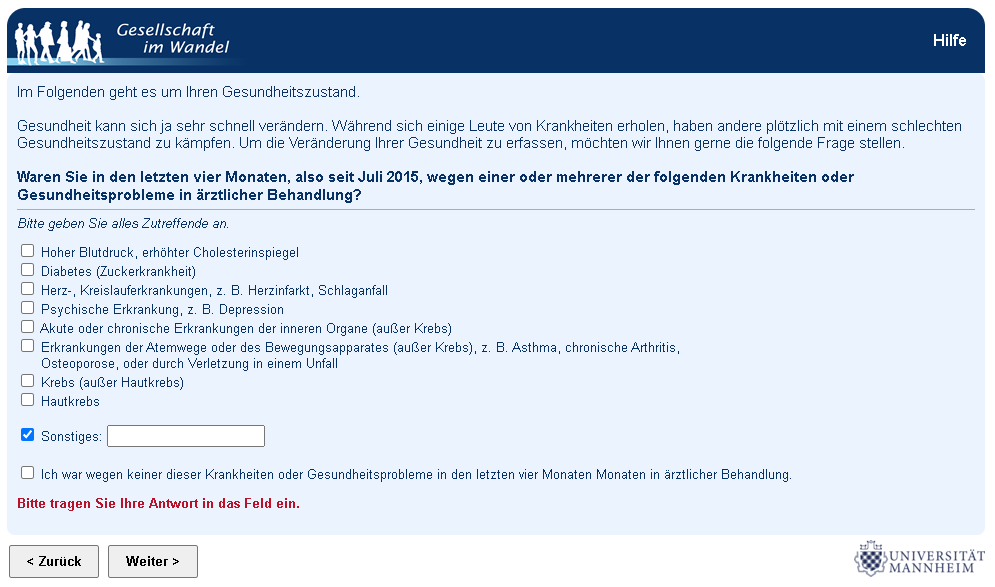 Gesellschaft
im Wandel
Hilfe
Im Folgenden geht es um Ihren Gesundheitszustand.
Gesundheit kann sich ja sehr schnell verändern. Während sich einige Leute von Krankheiten erholen, haben andere plötzlich mit einem schlechten
Gesundheitszustand zu kämpfen. Um die Veränderung Ihrer Gesundheit zu erfassen, möchten wir Ihnen gerne die folgende Frage stellen.
Waren Sie in den letzten vier Monaten, also seit Juli 2015, wegen einer oder mehrerer der folgenden Krankheiten oder
Gesundheitsprobleme in ärztlicher Behandlung?
Bitte geben Sie alles Zutreffende an.
Hoher Blutdruck, erhöhter Cholesterinspiegel
Diabetes (Zuckerkrankheit)
Herz-, Kreislauferkrankungen, z. B. Herzinfarkt, Schlaganfall
Psychische Erkrankung, z. B. Depression
Akute oder chronische Erkrankungen der inneren Organe (außer Krebs)
Erkrankungen der Atemwege oder des Bewegungsapparates (außer Krebs), z. B. Asthma, chronische Arthritis,
Osteoporose, oder durch Verletzung in einem Unfall
Krebs (außer Hautkrebs)
Hautkrebs
Sonstiges:
Ich war wegen keiner dieser Krankheiten oder Gesundheitsprobleme in den letzten vier Monaten Monaten in ärztlicher Behandlung.
Bitte tragen Sie Ihre Antwort in das Feld ein.
< Zurück
Weiter >
UNIVERSITÄT
MANNHEIM